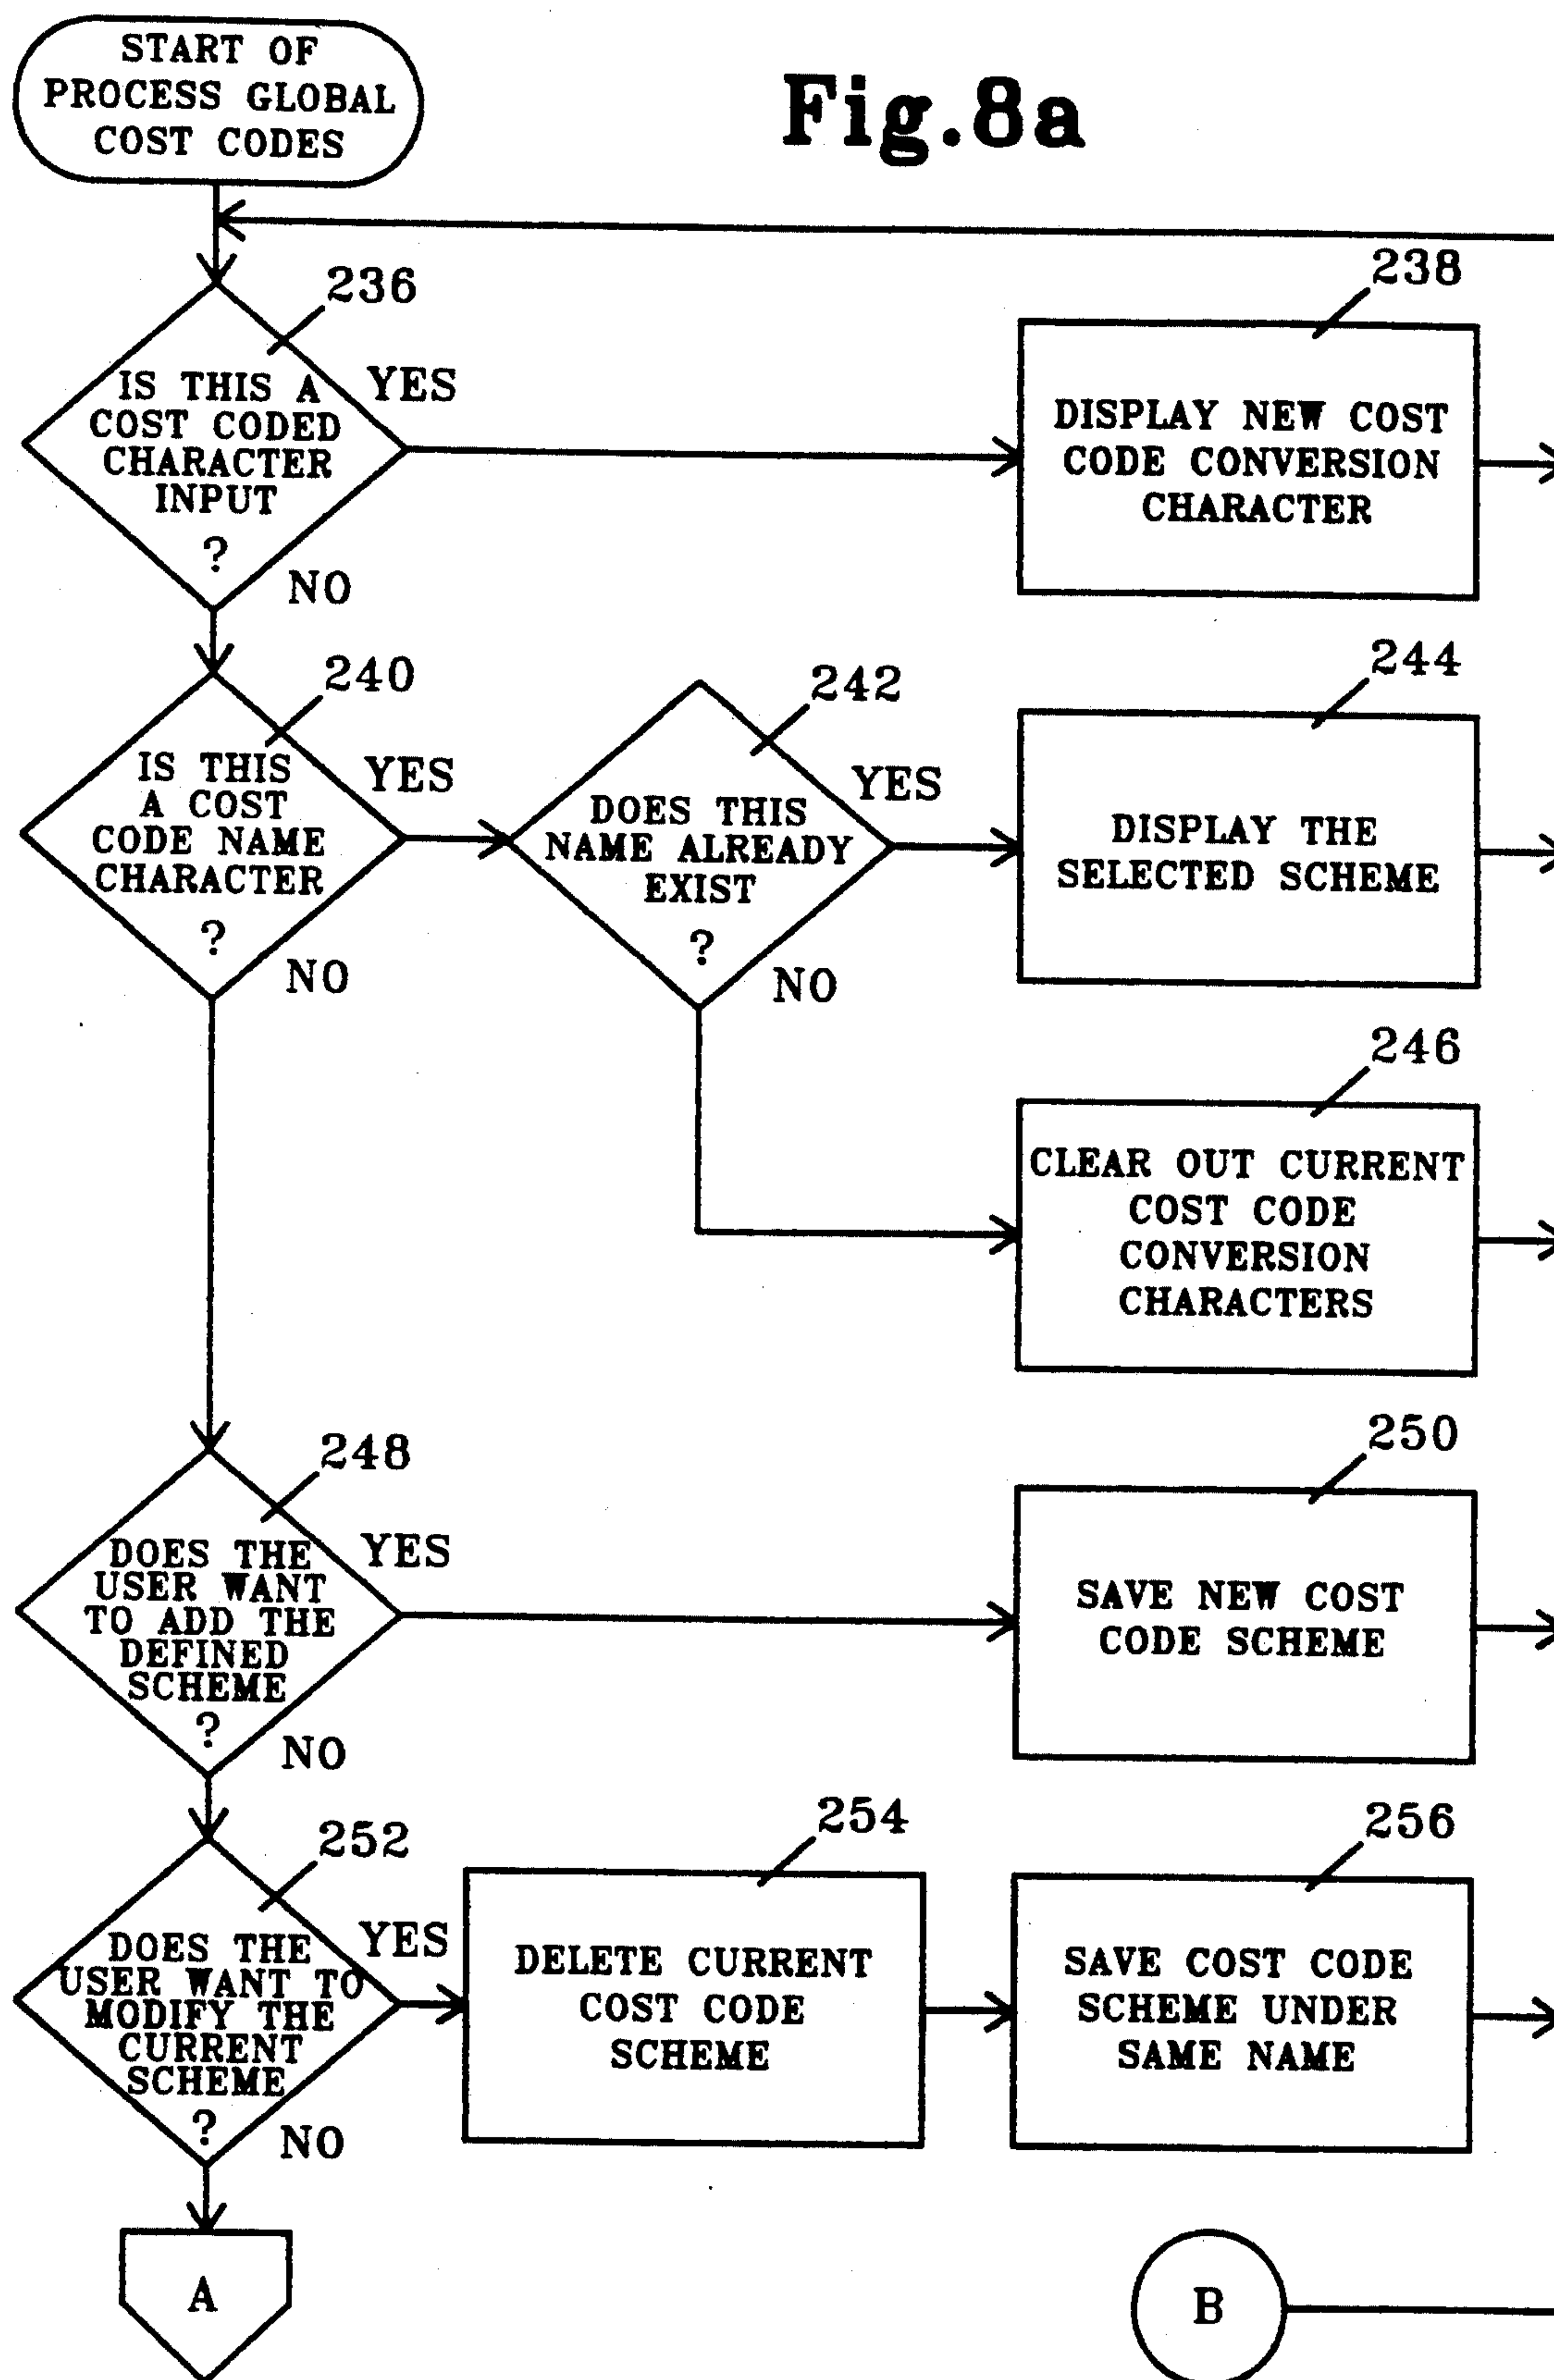 START OF
PROCESS GLOBAL
COST CODES
Fig.8a
236
IS THIS A
COST CODED
CHARACTER
INPUT
?
YES
NO
238
DISPLAY NEW COST
CODE CONVERSION
CHARACTER
240
IS THIS
A COST
CODE NAME
CHARACTER
?
YES
NO
242
DOES THIS
NAME ALREADY
EXIST
?
YES
NO
244
DISPLAY THE
SELECTED SCHEME
246
CLEAR OUT CURRENT
COST CODE
CONVERSION
CHARACTERS
248
DOES THE
USER WANT
TO ADD THE
DEFINED
SCHEME
?
YES
NO
250
SAVE NEW COST
CODE SCHEME
252
DOES THE
USER WANT TO
MODIFY THE
CURRENT
SCHEME
?
YES
NO
254
DELETE CURRENT
COST CODE
SCHEME
256
SAVE COST CODE
SCHEME UNDER
SAME NAME
A
B